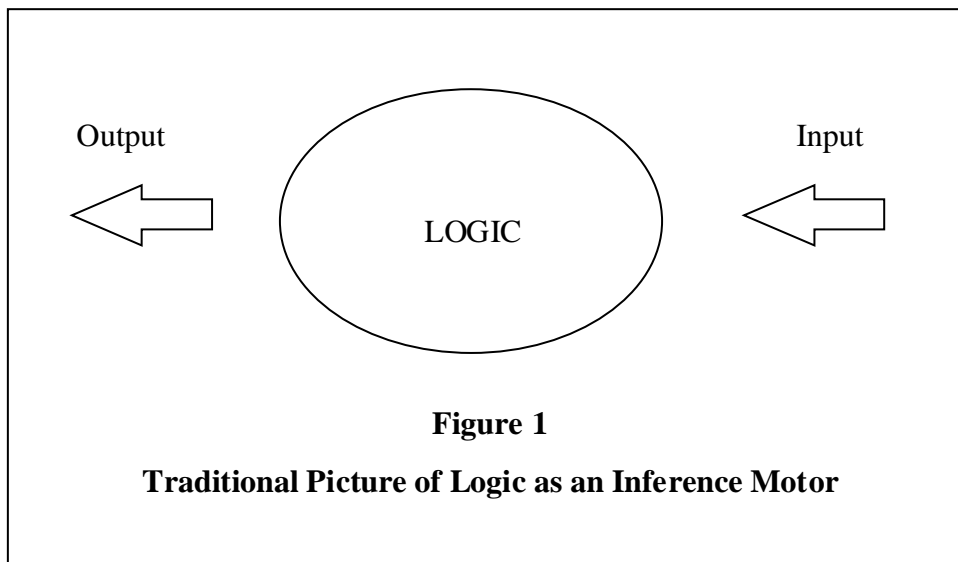 Output
Input
LOGIC
Figure 1
Traditional Picture of Logic as an Inference Motor